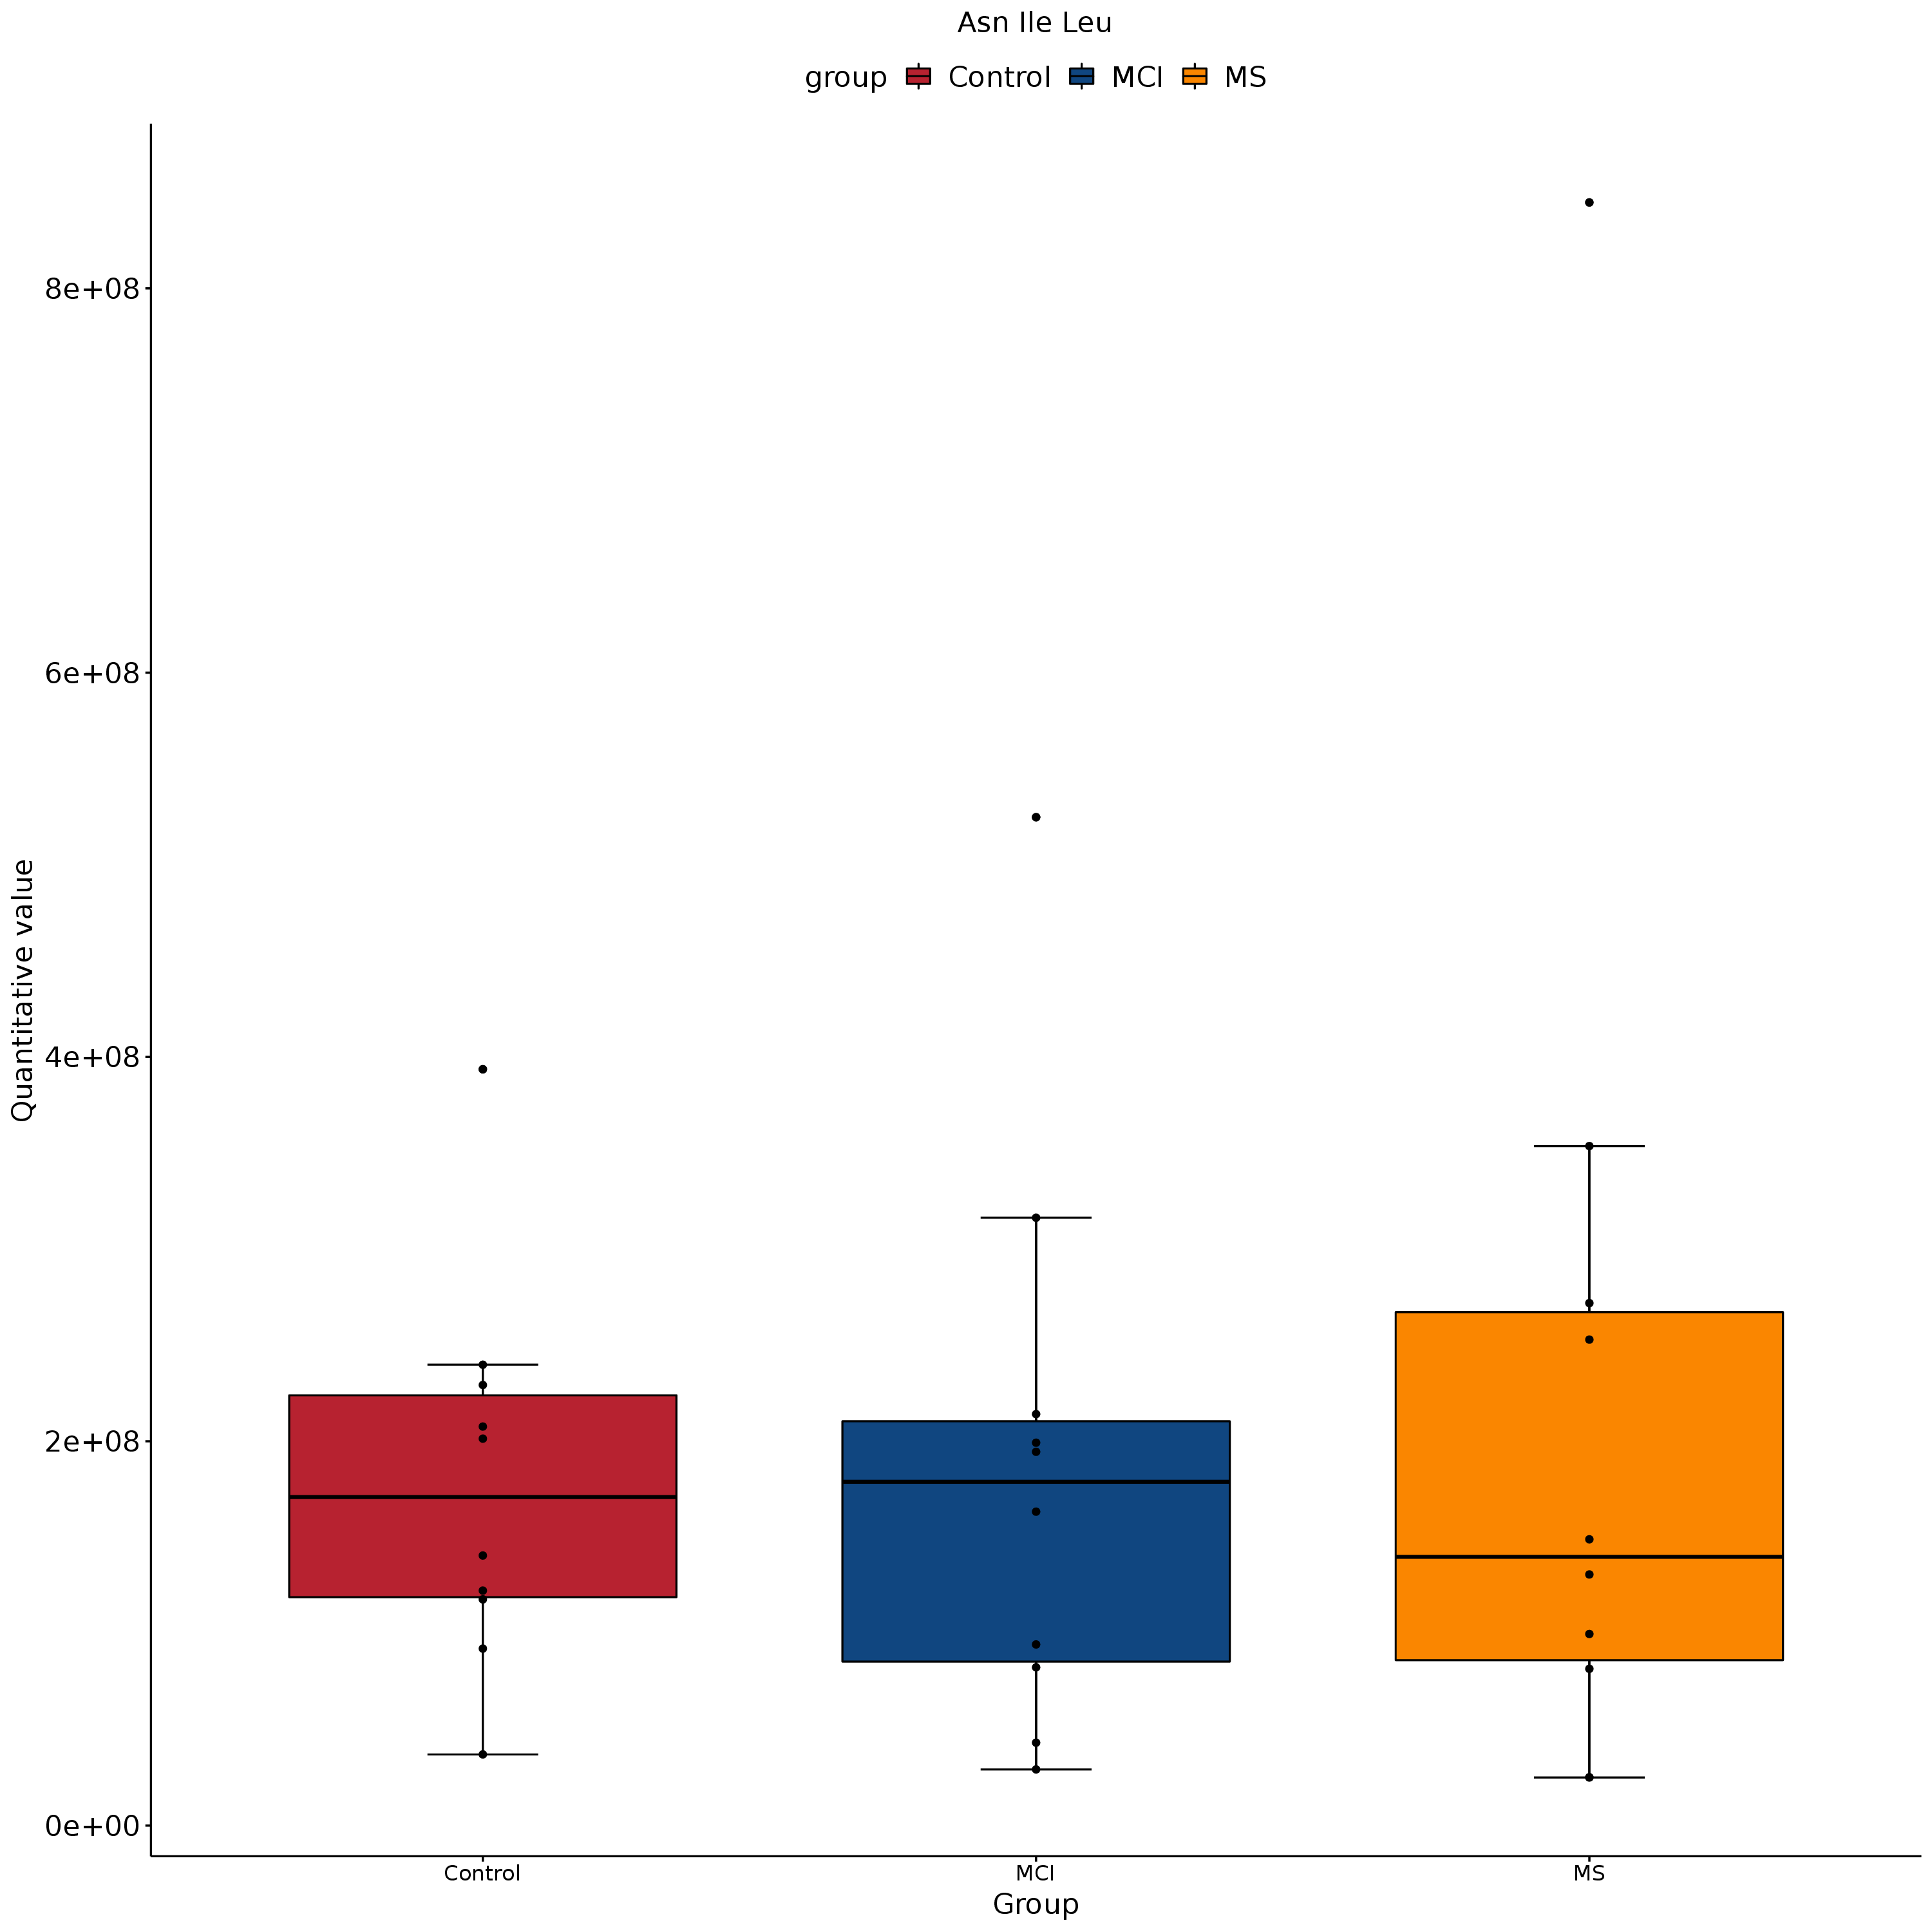 Asn Ile Leu
group Control MCI MS
8e+08
6e+08
4e+08
2e+08
0e+00
Quantitative value
Control MCI MS
Group